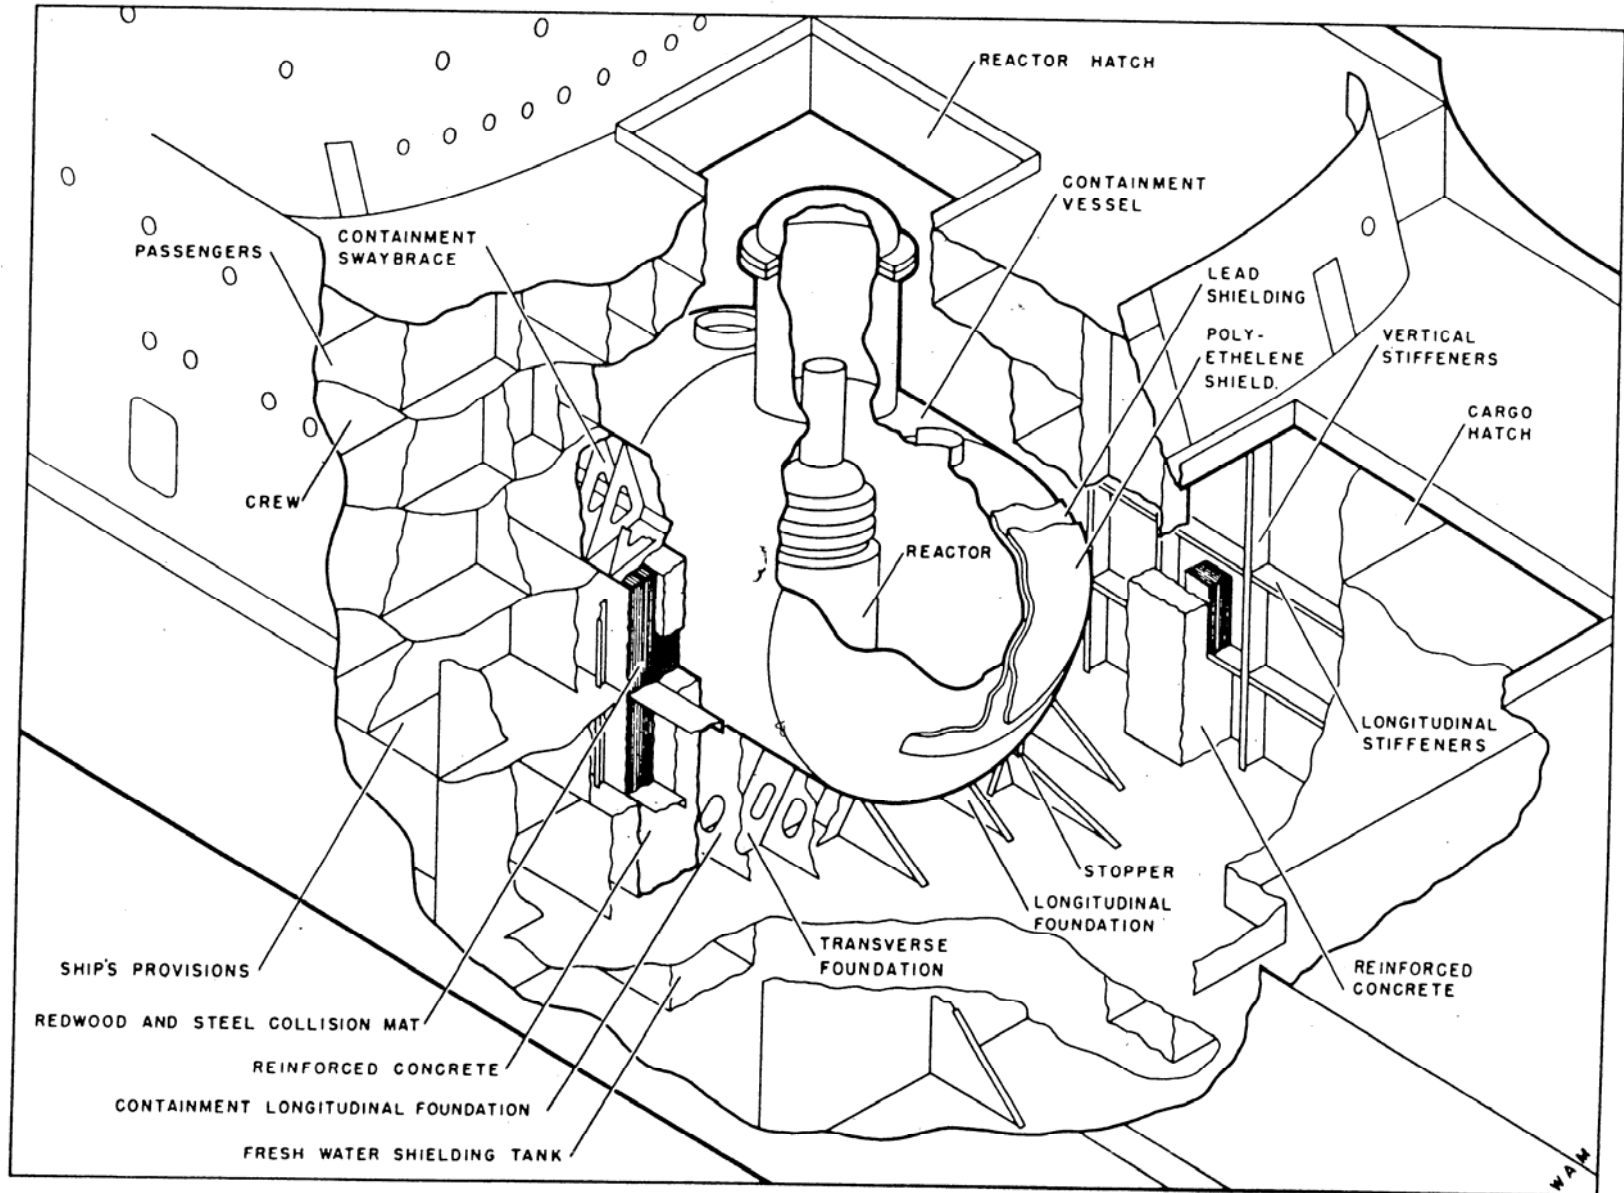 REACTOR HATCH
CONTAINMENT
VESSEL
PASSENGERS
CONTAINMENT
SWAYBRACE
LEAD
SHIELDING
POLY-
ETHELENE
SHIELD.
VERTICAL
STIFFENERS
CARGO
HATCH
CREW
REACTOR
LONGITUDINAL
STIFFENERS
STOPPER
LONGITUDINAL
FOUNDATION
TRANSVERSE
FOUNDATION
REINFORCED
CONCRETE
SHIP'S PROVISIONS
REDWOOD AND STEEL COLLISION MAT
REINFORCED CONCRETE
CONTAINMENT LONGITUDINAL FOUNDATION
FRESH WATER SHIELDING TANK
WAM